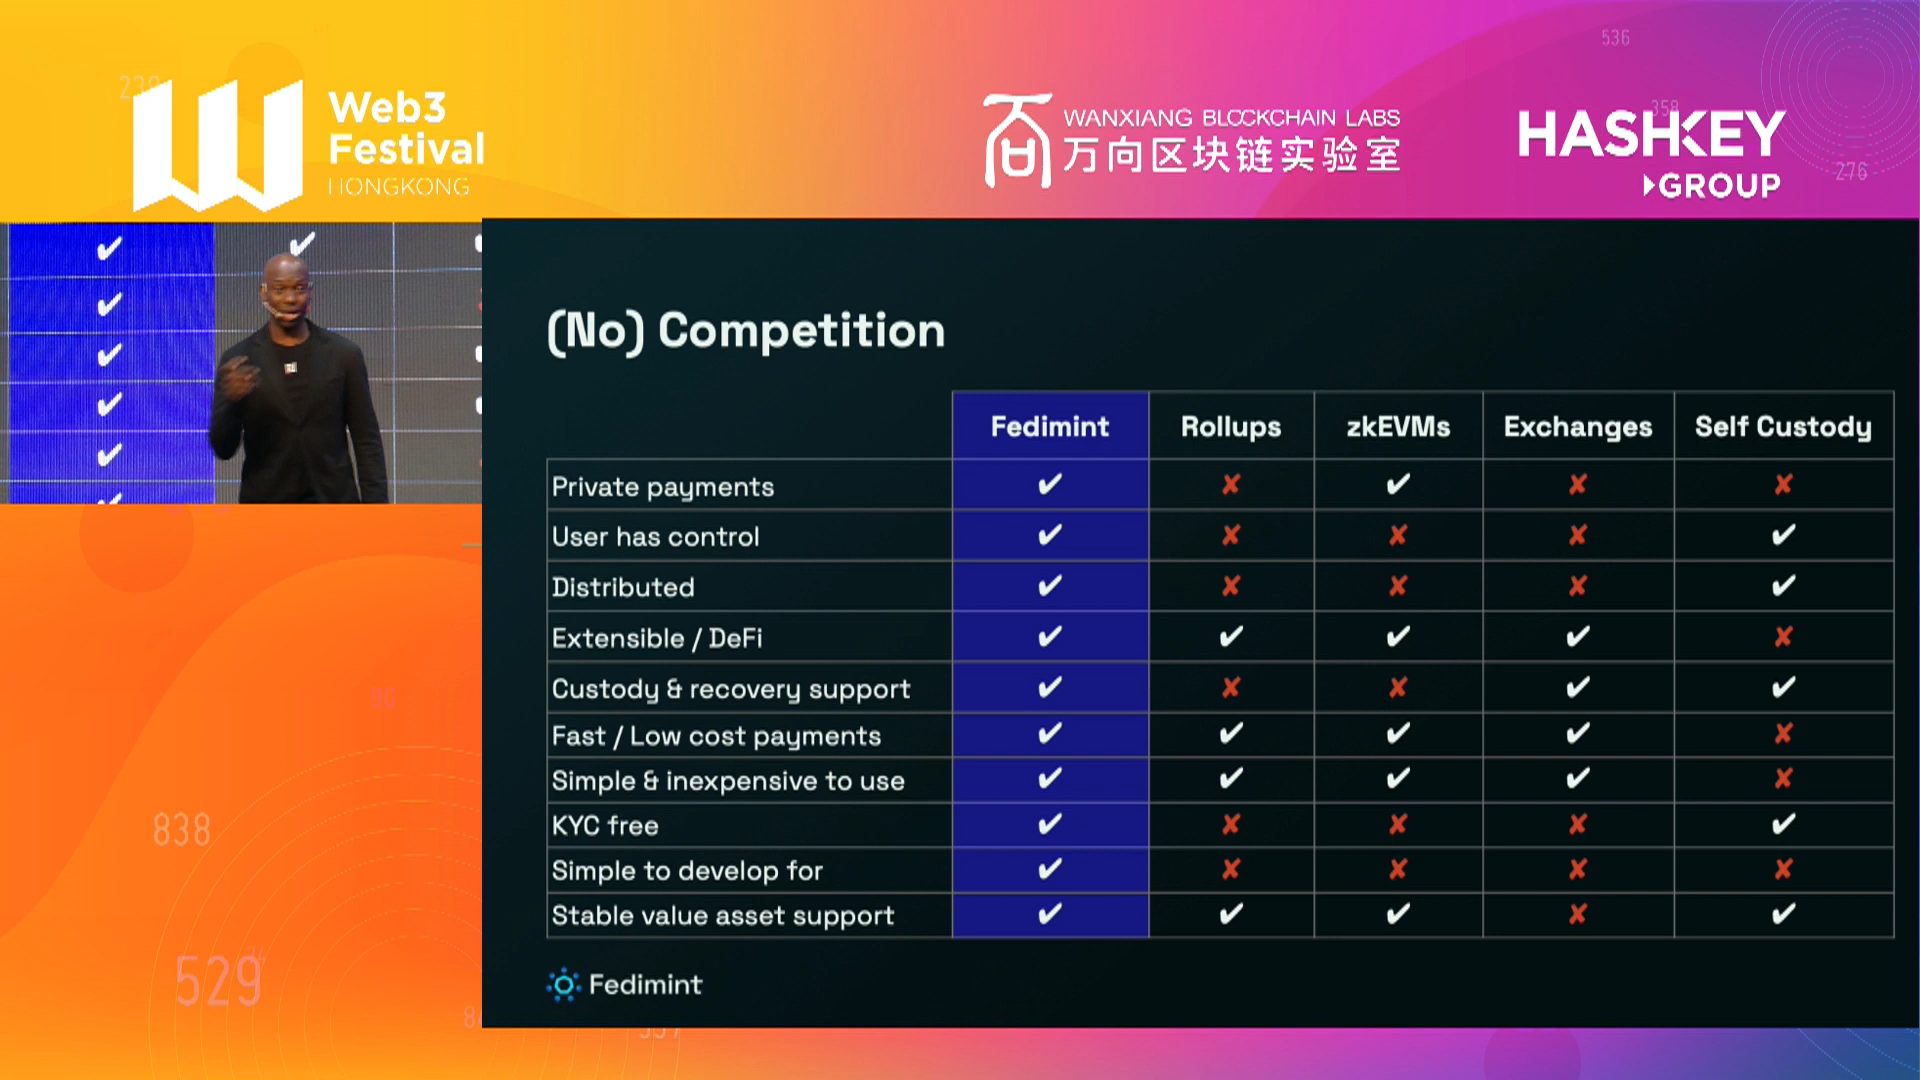 Web3
Festival
HONGKONG
WANXIANG BLOCKCHAIN LABS
万向区块链实验室
HASHKEY
GROUP
536
358
276
239
(No) Competition
Fedimint Rollups zkEVMs Exchanges Self Custody
Private payments ✔ ✘ ✔ ✘ ✘
User has control ✔ ✘ ✘ ✘ ✔
Distributed ✔ ✘ ✘ ✘ ✔
Extensible / DeFi ✔ ✔ ✔ ✔ ✘
Custody & recovery support ✔ ✘ ✘ ✔ ✔
Fast / Low cost payments ✔ ✔ ✔ ✔ ✘
Simple & inexpensive to use ✔ ✔ ✔ ✔ ✘
KYC free ✔ ✘ ✘ ✘ ✔
Simple to develop for ✔ ✘ ✘ ✘ ✘
Stable value asset support ✔ ✔ ✔ ✘ ✔
Fedimint
90
838
529